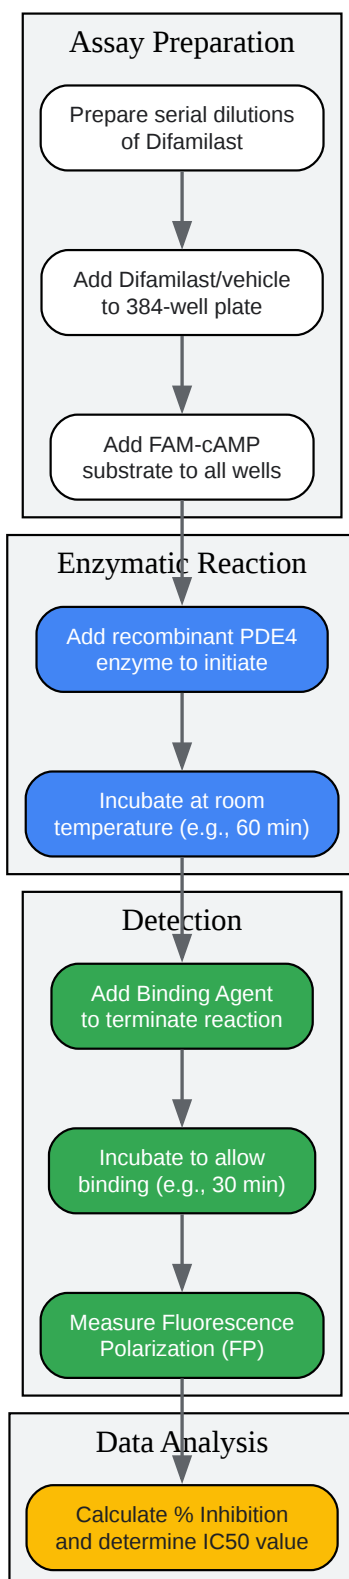 Assay Preparation
Prepare serial dilutions
of Difamilast
Add Difamilast/vehicle
to 384-well plate
Add FAM-cAMP
substrate to all wells
Enzymatic Reaction
Add recombinant PDE4
enzyme to initiate
Incubate at room
temperature (e.g., 60 min)
Detection
Add Binding Agent
to terminate reaction
Incubate to allow
binding (e.g., 30 min)
Measure Fluorescence
Polarization (FP)
Data Analysis
Calculate % Inhibition
and determine IC50 value